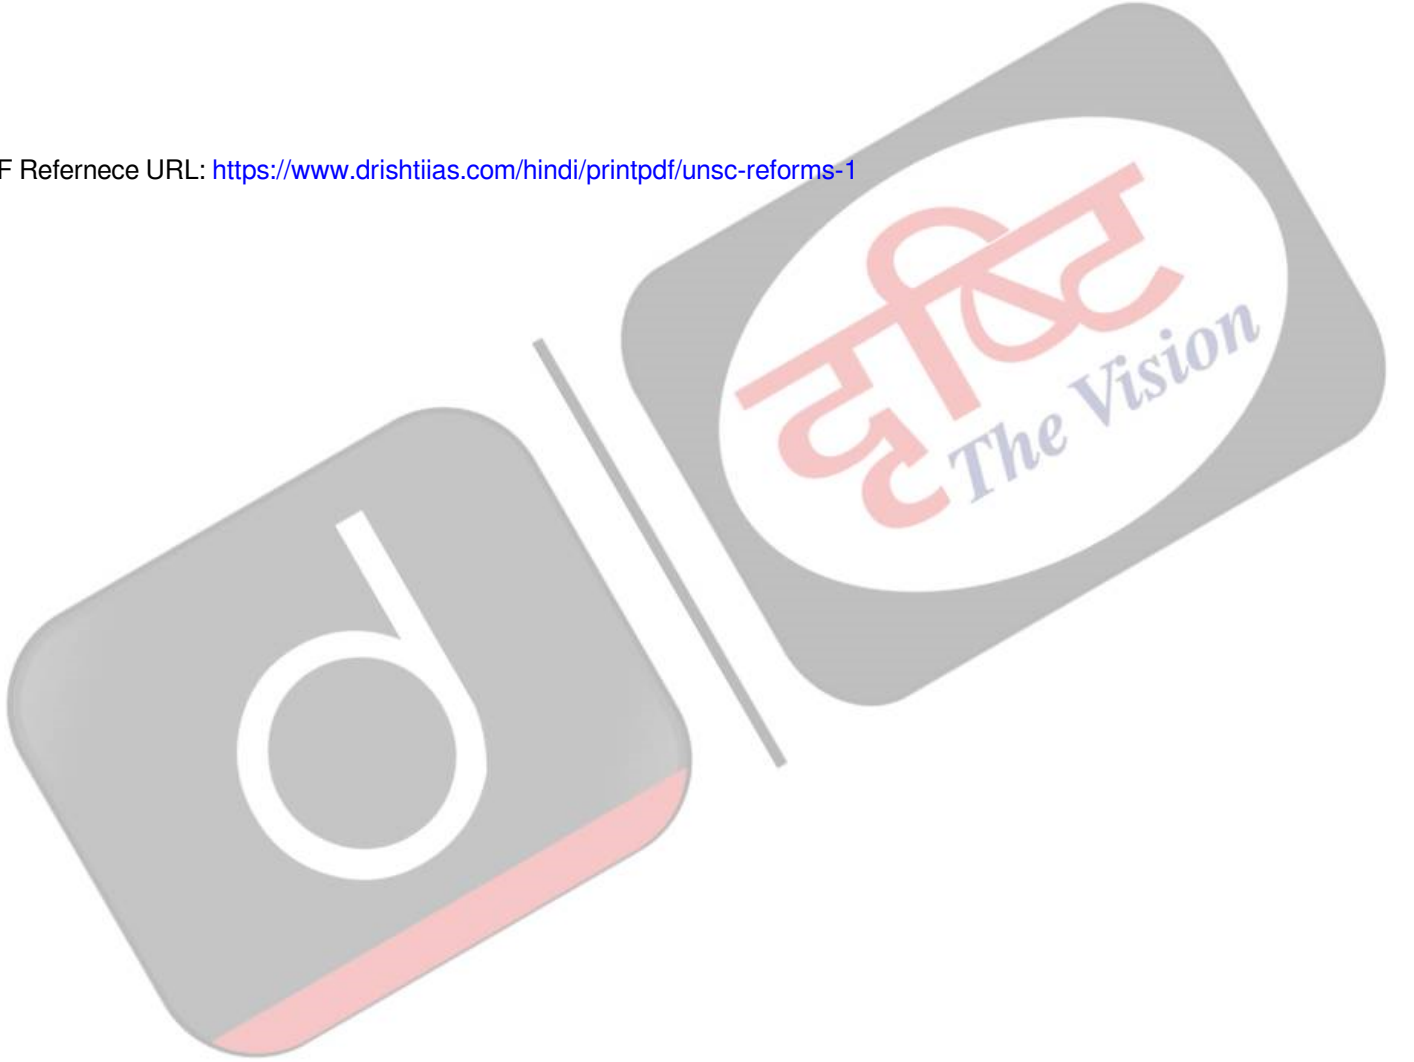 F Refernece URL: https://www.drishtiias.com/hindi/printpdf/unsc-reforms-1
दृष्टि
The Vision
d